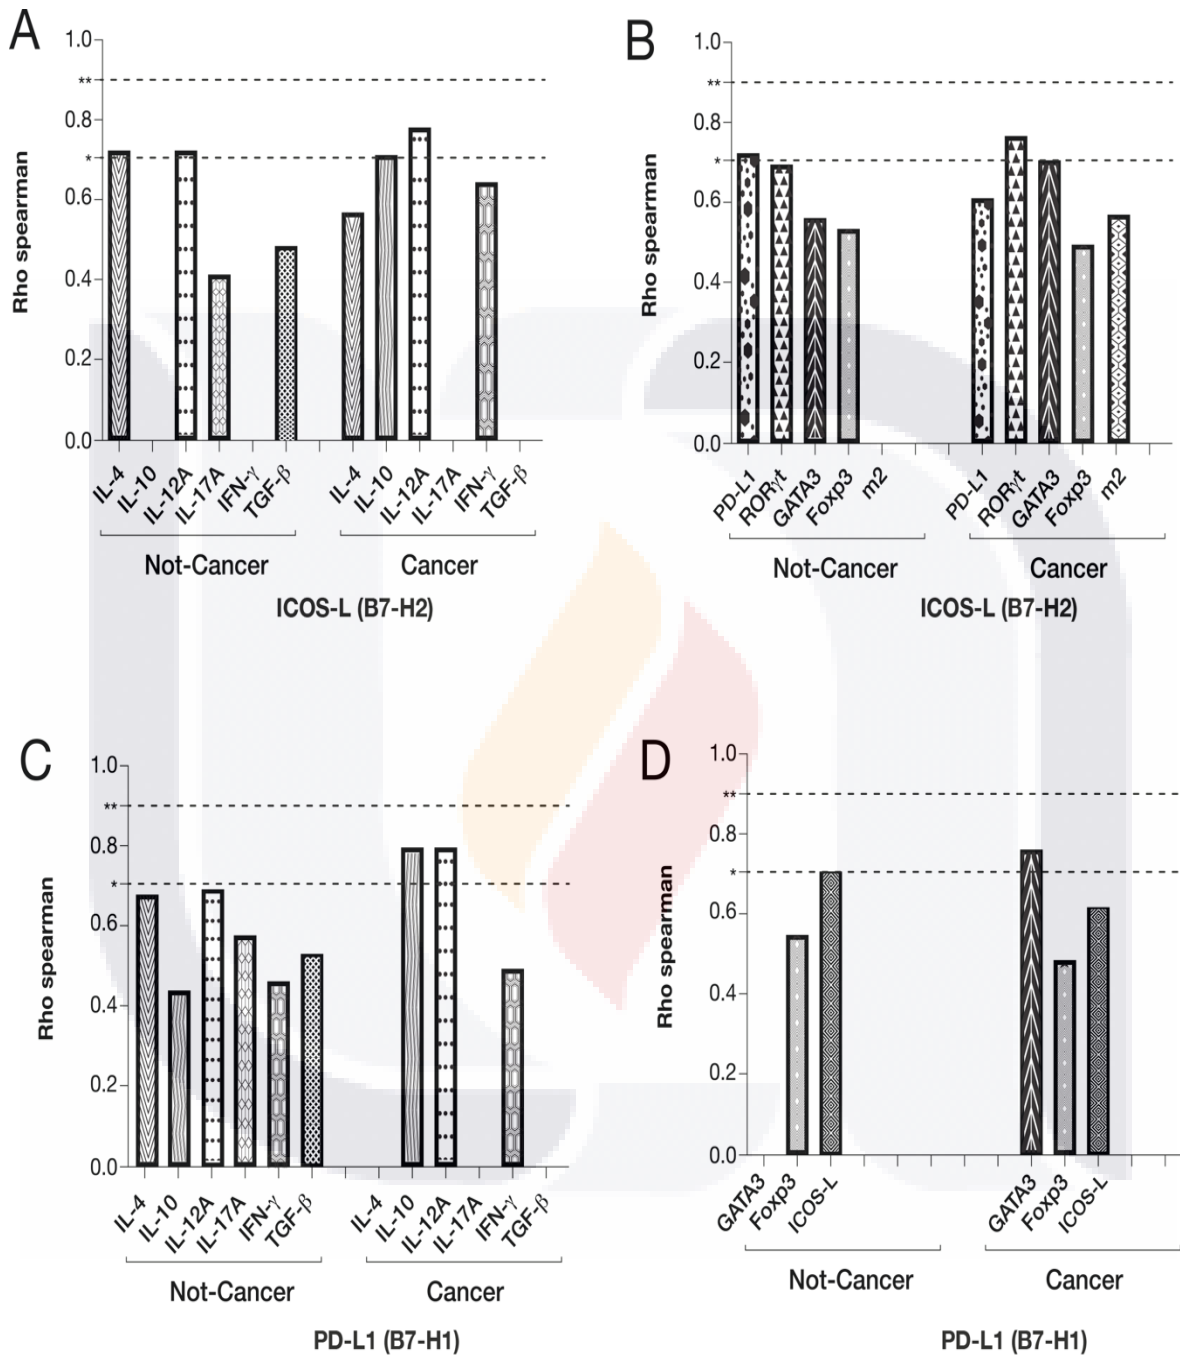 A
Rho spearman
1.0
**
0.8
*
0.6
0.4
0.2
0.0
IL-4
IL-10
IL-12A
IL-17A
IFN-γ
TGF-β
IL-4
IL-10
IL-12A
IL-17A
IFN-γ
TGF-β
Not-Cancer
Cancer
ICOS-L (B7-H2)
B
Rho spearman
1.0
**
0.8
*
0.6
0.4
0.2
0.0
PD-L1
RORγt
GATA3
Foxp3
m2
PD-L1
RORγt
GATA3
Foxp3
m2
Not-Cancer
Cancer
ICOS-L (B7-H2)
C
Rho spearman
1.0
**
0.8
*
0.6
0.4
0.2
0.0
IL-4
IL-10
IL-12A
IL-17A
IFN-γ
TGF-β
IL-4
IL-10
IL-12A
IL-17A
IFN-γ
TGF-β
Not-Cancer
Cancer
PD-L1 (B7-H1)
D
Rho spearman
1.0
**
0.8
*
0.6
0.4
0.2
0.0
GATA3
Foxp3
ICOS-L
GATA3
Foxp3
ICOS-L
Not-Cancer
Cancer
PD-L1 (B7-H1)